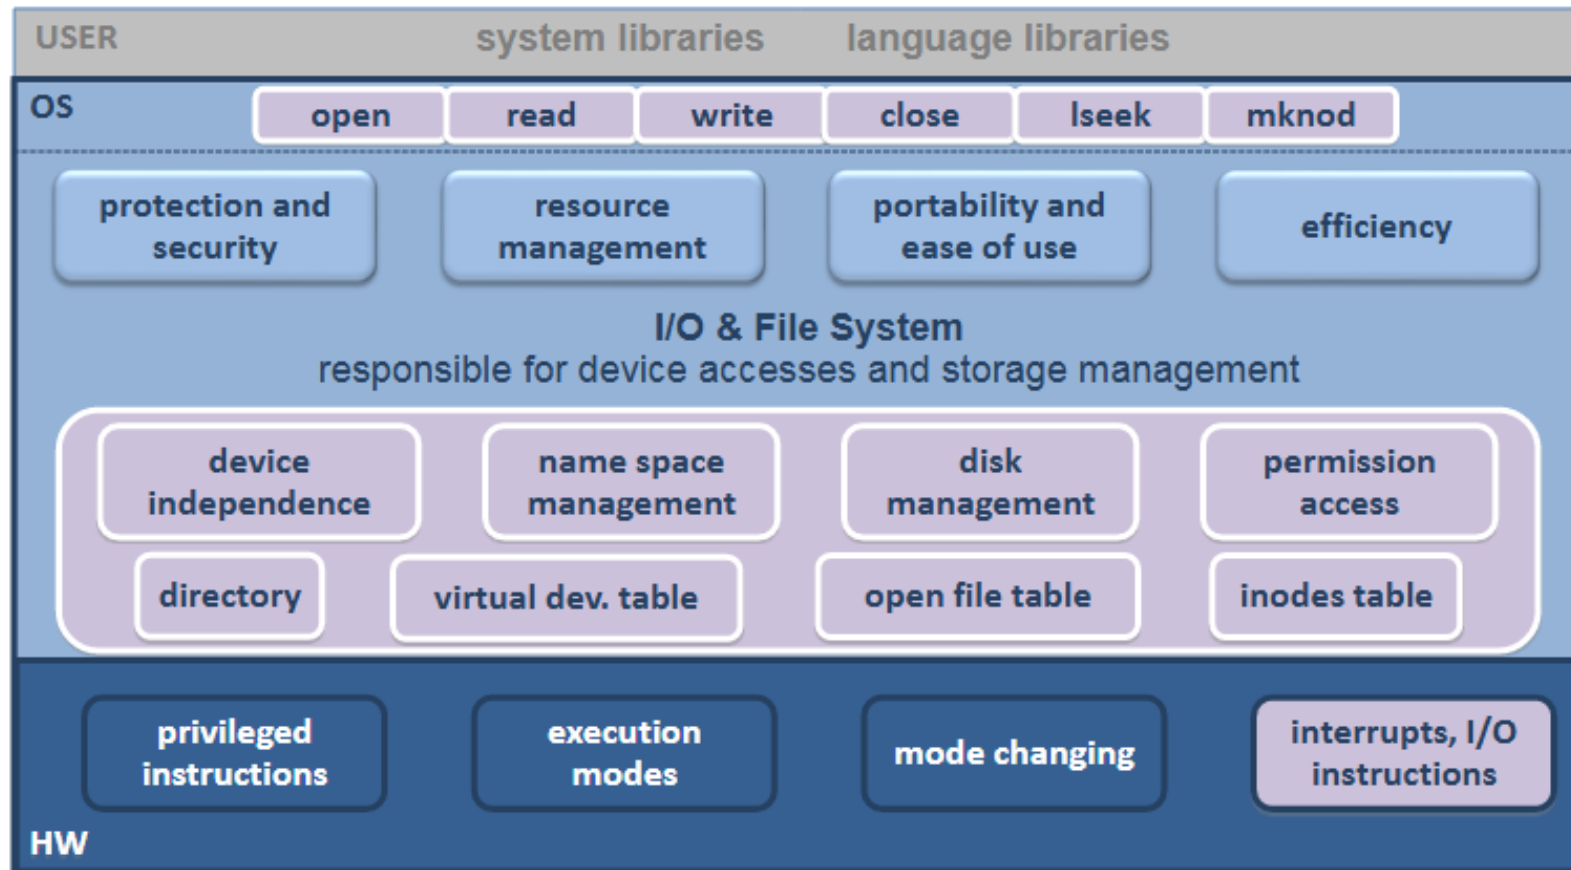 USER system libraries language libraries
OS
open read write close lseek mknod
protection and
security
resource
management
portability and
ease of use
efficiency
I/O & File System
responsible for device accesses and storage management
device
independence
name space
management
disk
management
permission
access
directory
virtual dev. table
open file table
inodes table
privileged
instructions
execution
modes
mode changing
interrupts, I/O
instructions
HW